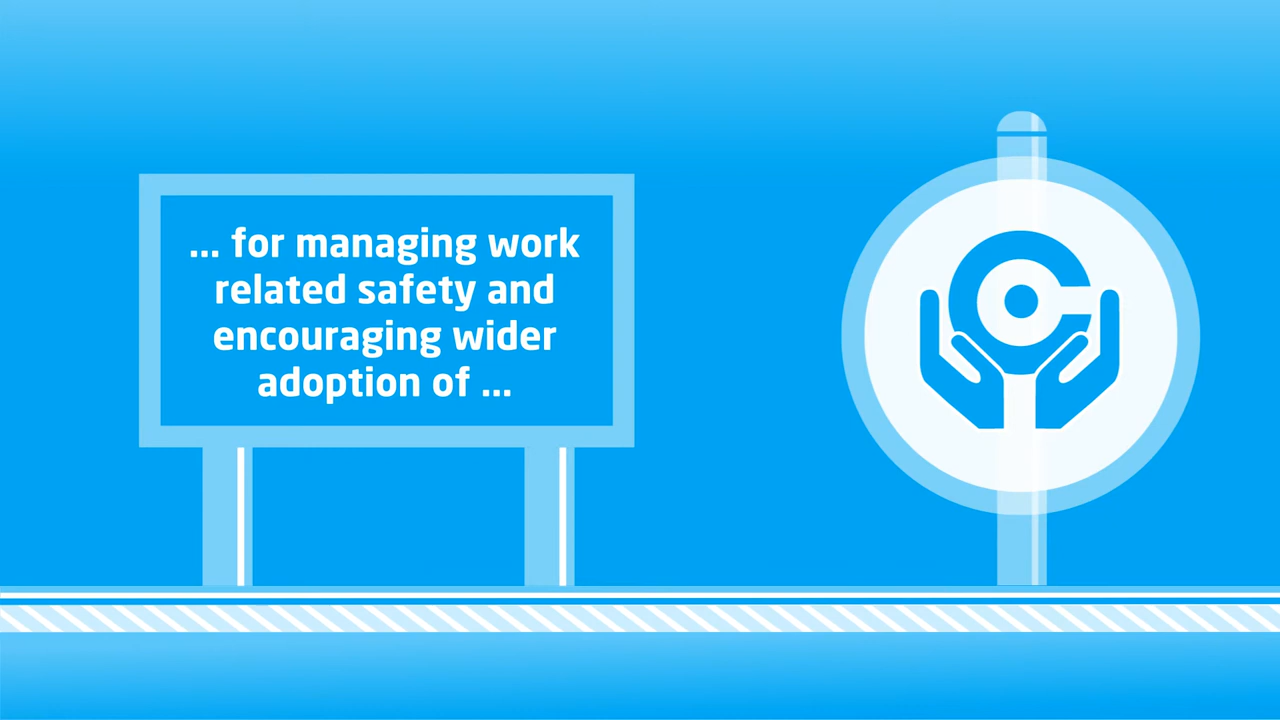 ... for managing work
related safety and
encouraging wider
adoption of ...